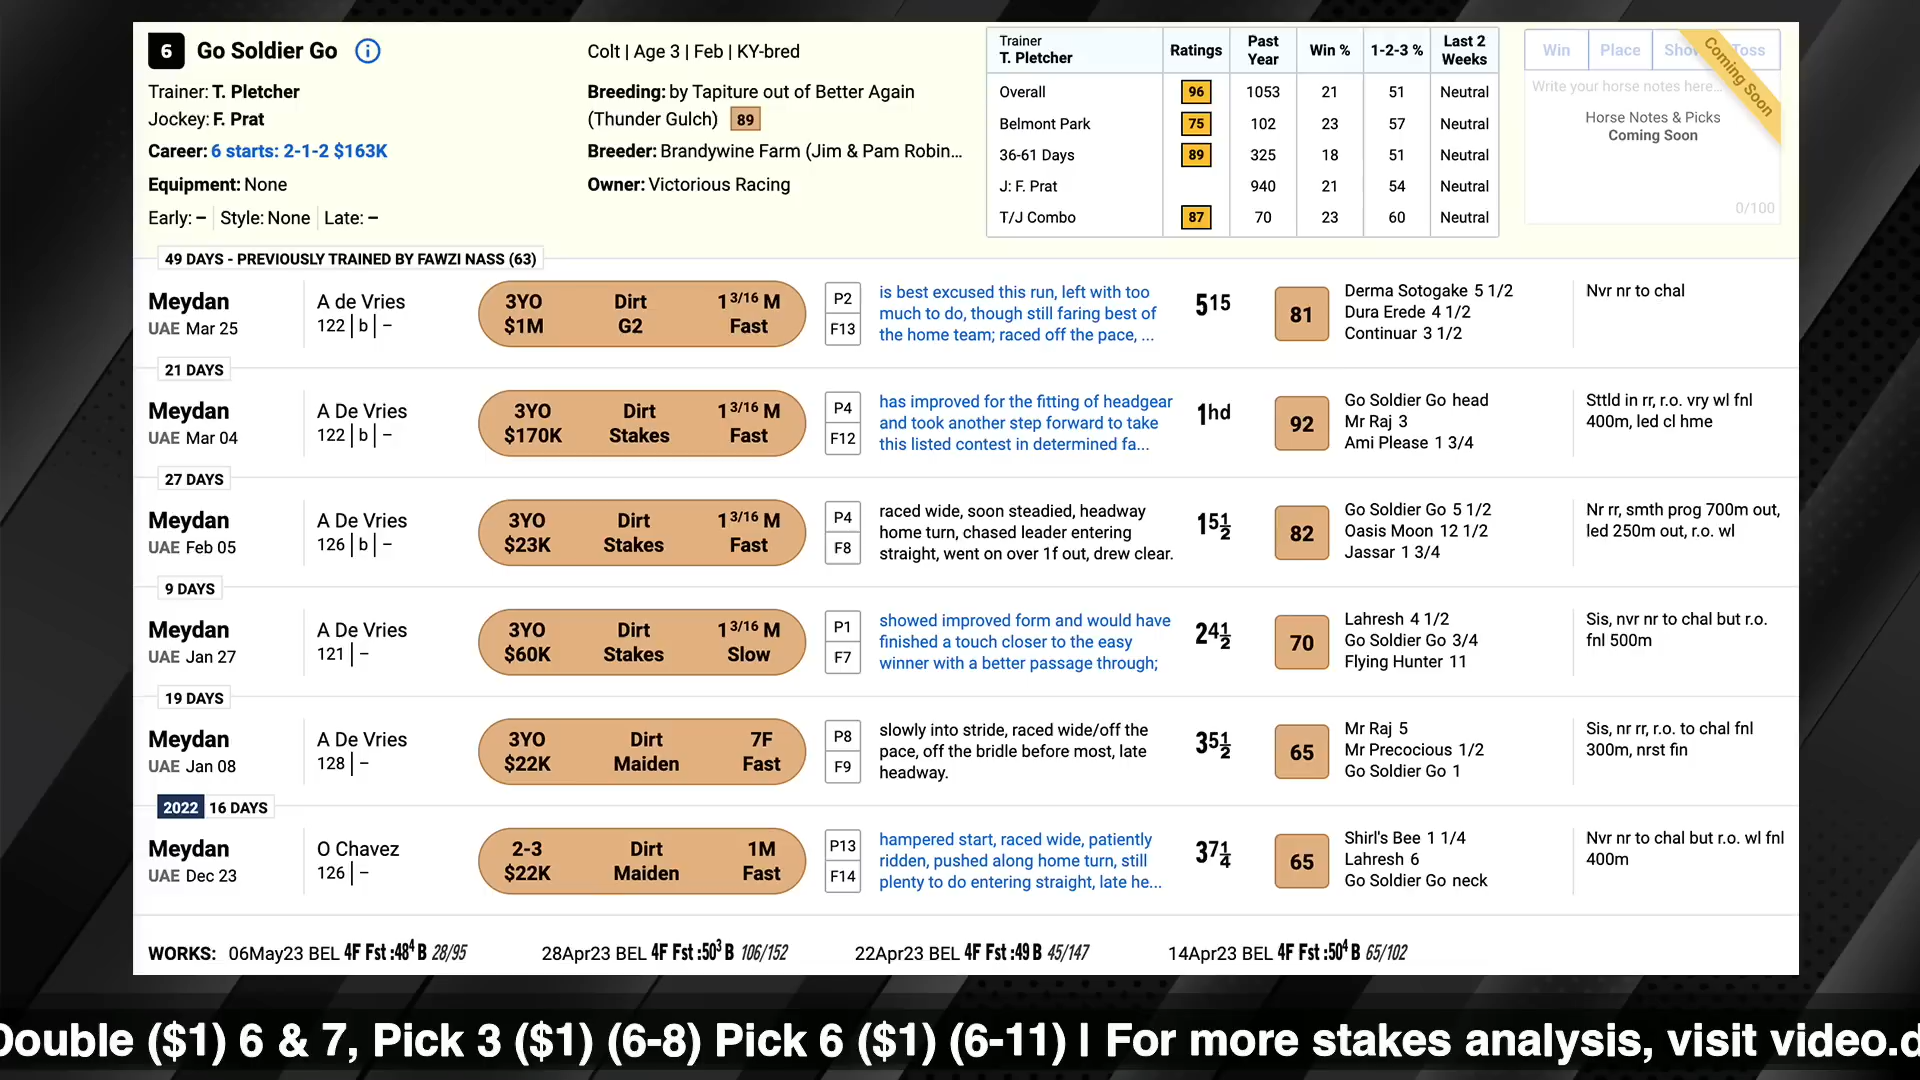 6 Go Soldier Go i
Trainer: T. Pletcher
Jockey: F. Prat
Career: 6 starts: 2-1-2 $163K
Equipment: None
Early: – | Style: None | Late: –
Colt | Age 3 | Feb | KY-bred
Breeding: by Tapiture out of Better Again
(Thunder Gulch) 89
Breeder: Brandywine Farm (Jim & Pam Robin...
Owner: Victorious Racing
Trainer T. Pletcher Ratings Past Year Win % 1-2-3 % Last 2 Weeks
Overall 96 1053 21 51 Neutral
Belmont Park 75 102 23 57 Neutral
36-61 Days 89 325 18 51 Neutral
J: F. Prat 940 21 54 Neutral
T/J Combo 87 70 23 60 Neutral
Win Place Toss
Coming Soon
Write your horse notes here...
Horse Notes & Picks
Coming Soon
0/100
49 DAYS - PREVIOUSLY TRAINED BY FAWZI NASS (63)
Meydan
UAE Mar 25
A de Vries
122 | b | –
3YO Dirt 1 3/16 M
$1M G2 Fast
P2
F13
is best excused this run, left with too
much to do, though still faring best of
the home team; raced off the pace, ...
5 15
81
Derma Sotogake 5 1/2
Dura Erede 4 1/2
Continuar 3 1/2
Nvr nr to chal
21 DAYS
Meydan
UAE Mar 04
A De Vries
122 | b | –
3YO Dirt 1 3/16 M
$170K Stakes Fast
P4
F12
has improved for the fitting of headgear
and took another step forward to take
this listed contest in determined fa...
1hd
92
Go Soldier Go head
Mr Raj 3
Ami Please 1 3/4
Sttld in rr, r.o. vry wl fnl
400m, led cl hme
27 DAYS
Meydan
UAE Feb 05
A De Vries
126 | b | –
3YO Dirt 1 3/16 M
$23K Stakes Fast
P4
F8
raced wide, soon steadied, headway
home turn, chased leader entering
straight, went on over 1f out, drew clear.
1 5½
82
Go Soldier Go 5 1/2
Oasis Moon 12 1/2
Jassar 1 3/4
Nr rr, smth prog 700m out,
led 250m out, r.o. wl
9 DAYS
Meydan
UAE Jan 27
A De Vries
121 | –
3YO Dirt 1 3/16 M
$60K Stakes Slow
P1
F7
showed improved form and would have
finished a touch closer to the easy
winner with a better passage through;
2 4½
70
Lahresh 4 1/2
Go Soldier Go 3/4
Flying Hunter 11
Sis, nvr nr to chal but r.o.
fnl 500m
19 DAYS
Meydan
UAE Jan 08
A De Vries
128 | –
3YO Dirt 7F
$22K Maiden Fast
P8
F9
slowly into stride, raced wide/off the
pace, off the bridle before most, late
headway.
3 5½
65
Mr Raj 5
Mr Precocious 1/2
Go Soldier Go 1
Sis, nr rr, r.o. to chal fnl
300m, nrst fin
2022 16 DAYS
Meydan
UAE Dec 23
O Chavez
126 | –
2-3 Dirt 1M
$22K Maiden Fast
P13
F14
hampered start, raced wide, patiently
ridden, pushed along home turn, still
plenty to do entering straight, late he...
3 7¼
65
Shirl's Bee 1 1/4
Lahresh 6
Go Soldier Go neck
Nvr nr to chal but r.o. wl fnl
400m
WORKS: 06May23 BEL 4F Fst :48⁴ B 28/95 28Apr23 BEL 4F Fst :50³ B 106/152 22Apr23 BEL 4F Fst :49 B 45/147 14Apr23 BEL 4F Fst :50⁴ B 65/102
Double ($1) 6 & 7, Pick 3 ($1) (6-8) Pick 6 ($1) (6-11) | For more stakes analysis, visit video.d